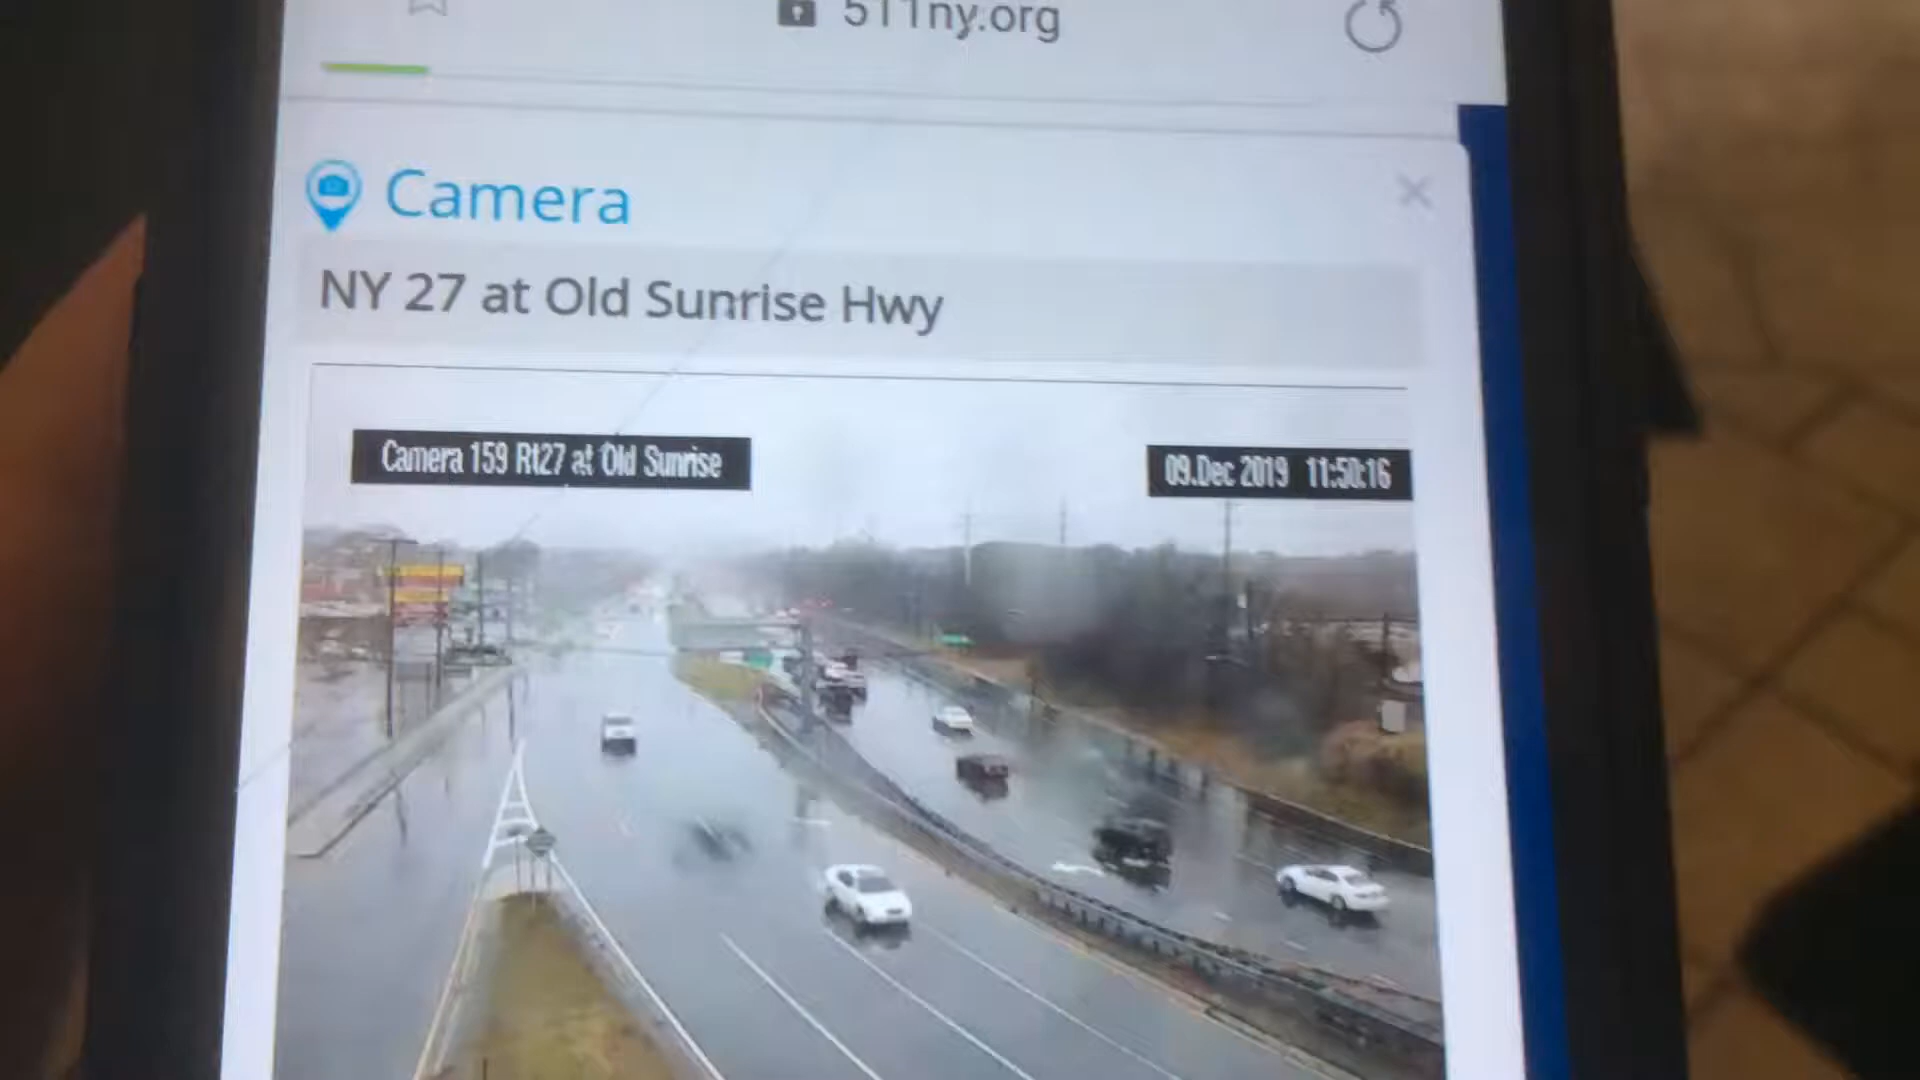 511ny.org
Camera
NY 27 at Old Sunrise Hwy
Camera 159 Rt27 at Old Sunrise
09.Dec 2019 11:50:16